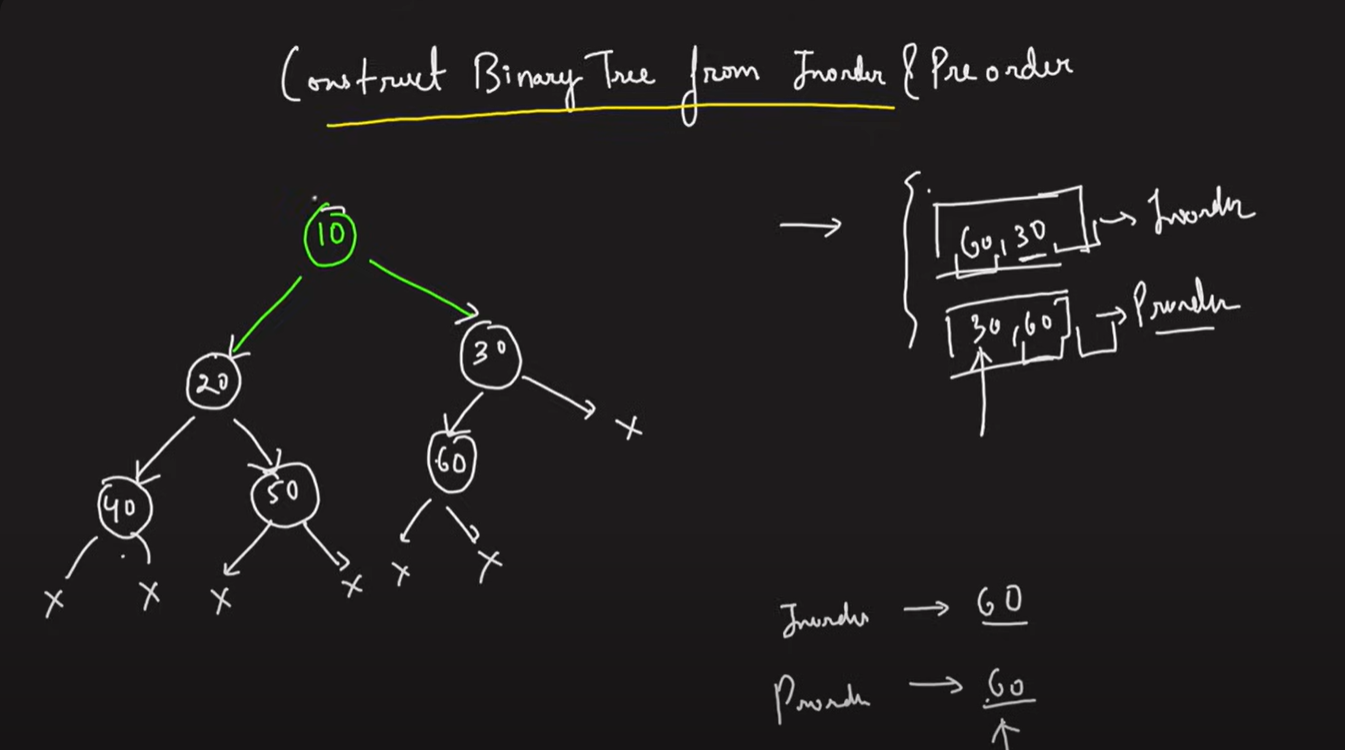 Construct Binary Tree from Inorder & Preorder
10
60, 30 → Inorder
30, 60 → Preorder
20
30
X
60
40
50
X
X
X
X
X
X
Inorder → 60
Preorder → 60